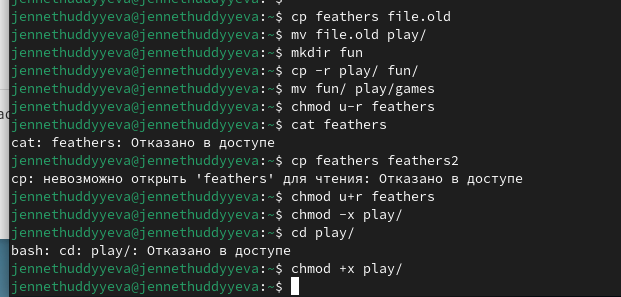 jennethuddyyeva@jennethuddyyeva:~$ cp feathers file.old
jennethuddyyeva@jennethuddyyeva:~$ mv file.old play/
jennethuddyyeva@jennethuddyyeva:~$ mkdir fun
jennethuddyyeva@jennethuddyyeva:~$ cp -r play/ fun/
jennethuddyyeva@jennethuddyyeva:~$ mv fun/ play/games
jennethuddyyeva@jennethuddyyeva:~$ chmod u-r feathers
jennethuddyyeva@jennethuddyyeva:~$ cat feathers
cat: feathers: Отказано в доступе
jennethuddyyeva@jennethuddyyeva:~$ cp feathers feathers2
cp: невозможно открыть 'feathers' для чтения: Отказано в доступе
jennethuddyyeva@jennethuddyyeva:~$ chmod u+r feathers
jennethuddyyeva@jennethuddyyeva:~$ chmod -x play/
jennethuddyyeva@jennethuddyyeva:~$ cd play/
bash: cd: play/: Отказано в доступе
jennethuddyyeva@jennethuddyyeva:~$ chmod +x play/
jennethuddyyeva@jennethuddyyeva:~$